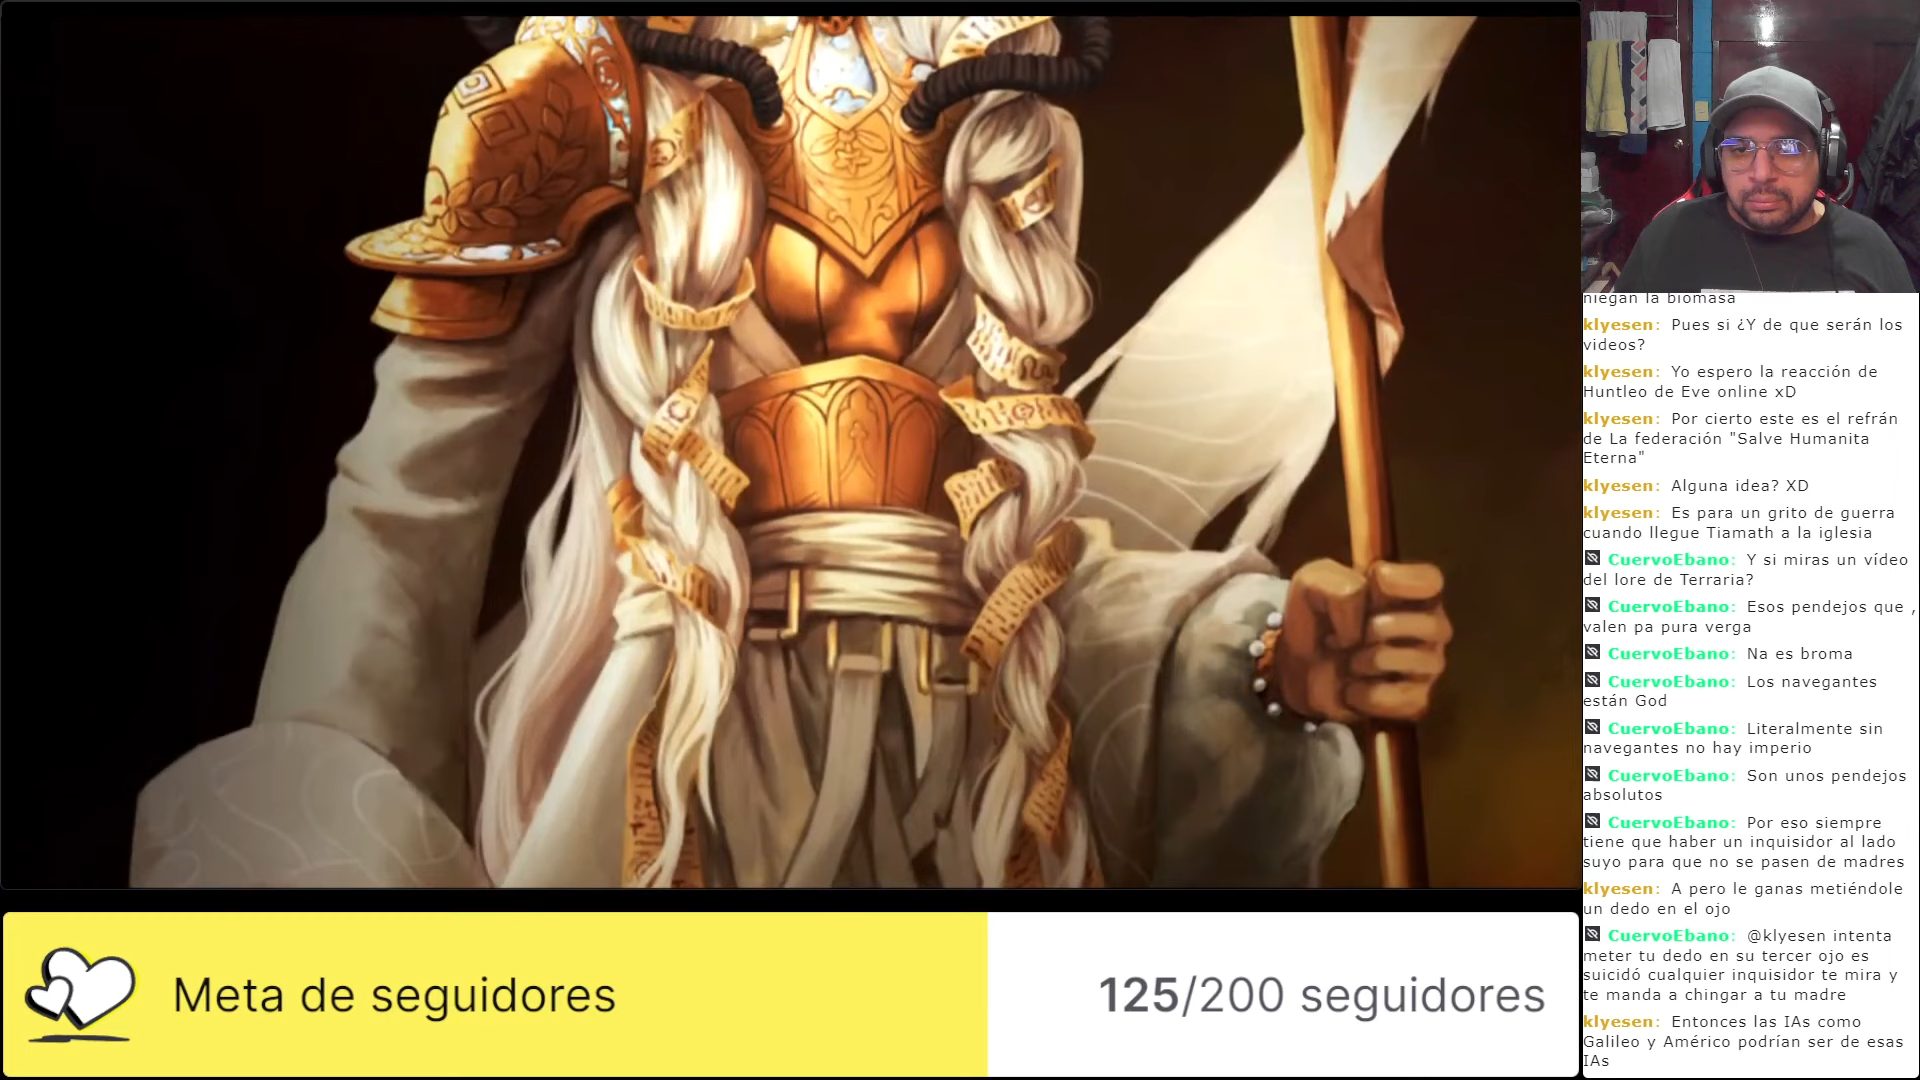 niegan la biomasa
klyesen: Pues si ¿Y de que serán los
videos?
klyesen: Yo espero la reacción de
Huntleo de Eve online xD
klyesen: Por cierto este es el refrán
de La federación "Salve Humanita
Eterna"
klyesen: Alguna idea? XD
klyesen: Es para un grito de guerra
cuando llegue Tiamath a la iglesia
CuervoEbano: Y si miras un vídeo
del lore de Terraria?
CuervoEbano: Esos pendejos que ,
valen pa pura verga
CuervoEbano: Na es broma
CuervoEbano: Los navegantes
están God
CuervoEbano: Literalmente sin
navegantes no hay imperio
CuervoEbano: Son unos pendejos
absolutos
CuervoEbano: Por eso siempre
tiene que haber un inquisidor al lado
suyo para que no se pasen de madres
klyesen: A pero le ganas metiéndole
un dedo en el ojo
CuervoEbano: @klyesen intenta
meter tu dedo en su tercer ojo es
suicidó cualquier inquisidor te mira y
te manda a chingar a tu madre
klyesen: Entonces las IAs como
Galileo y Américo podrían ser de esas
IAs
Meta de seguidores
125/200 seguidores